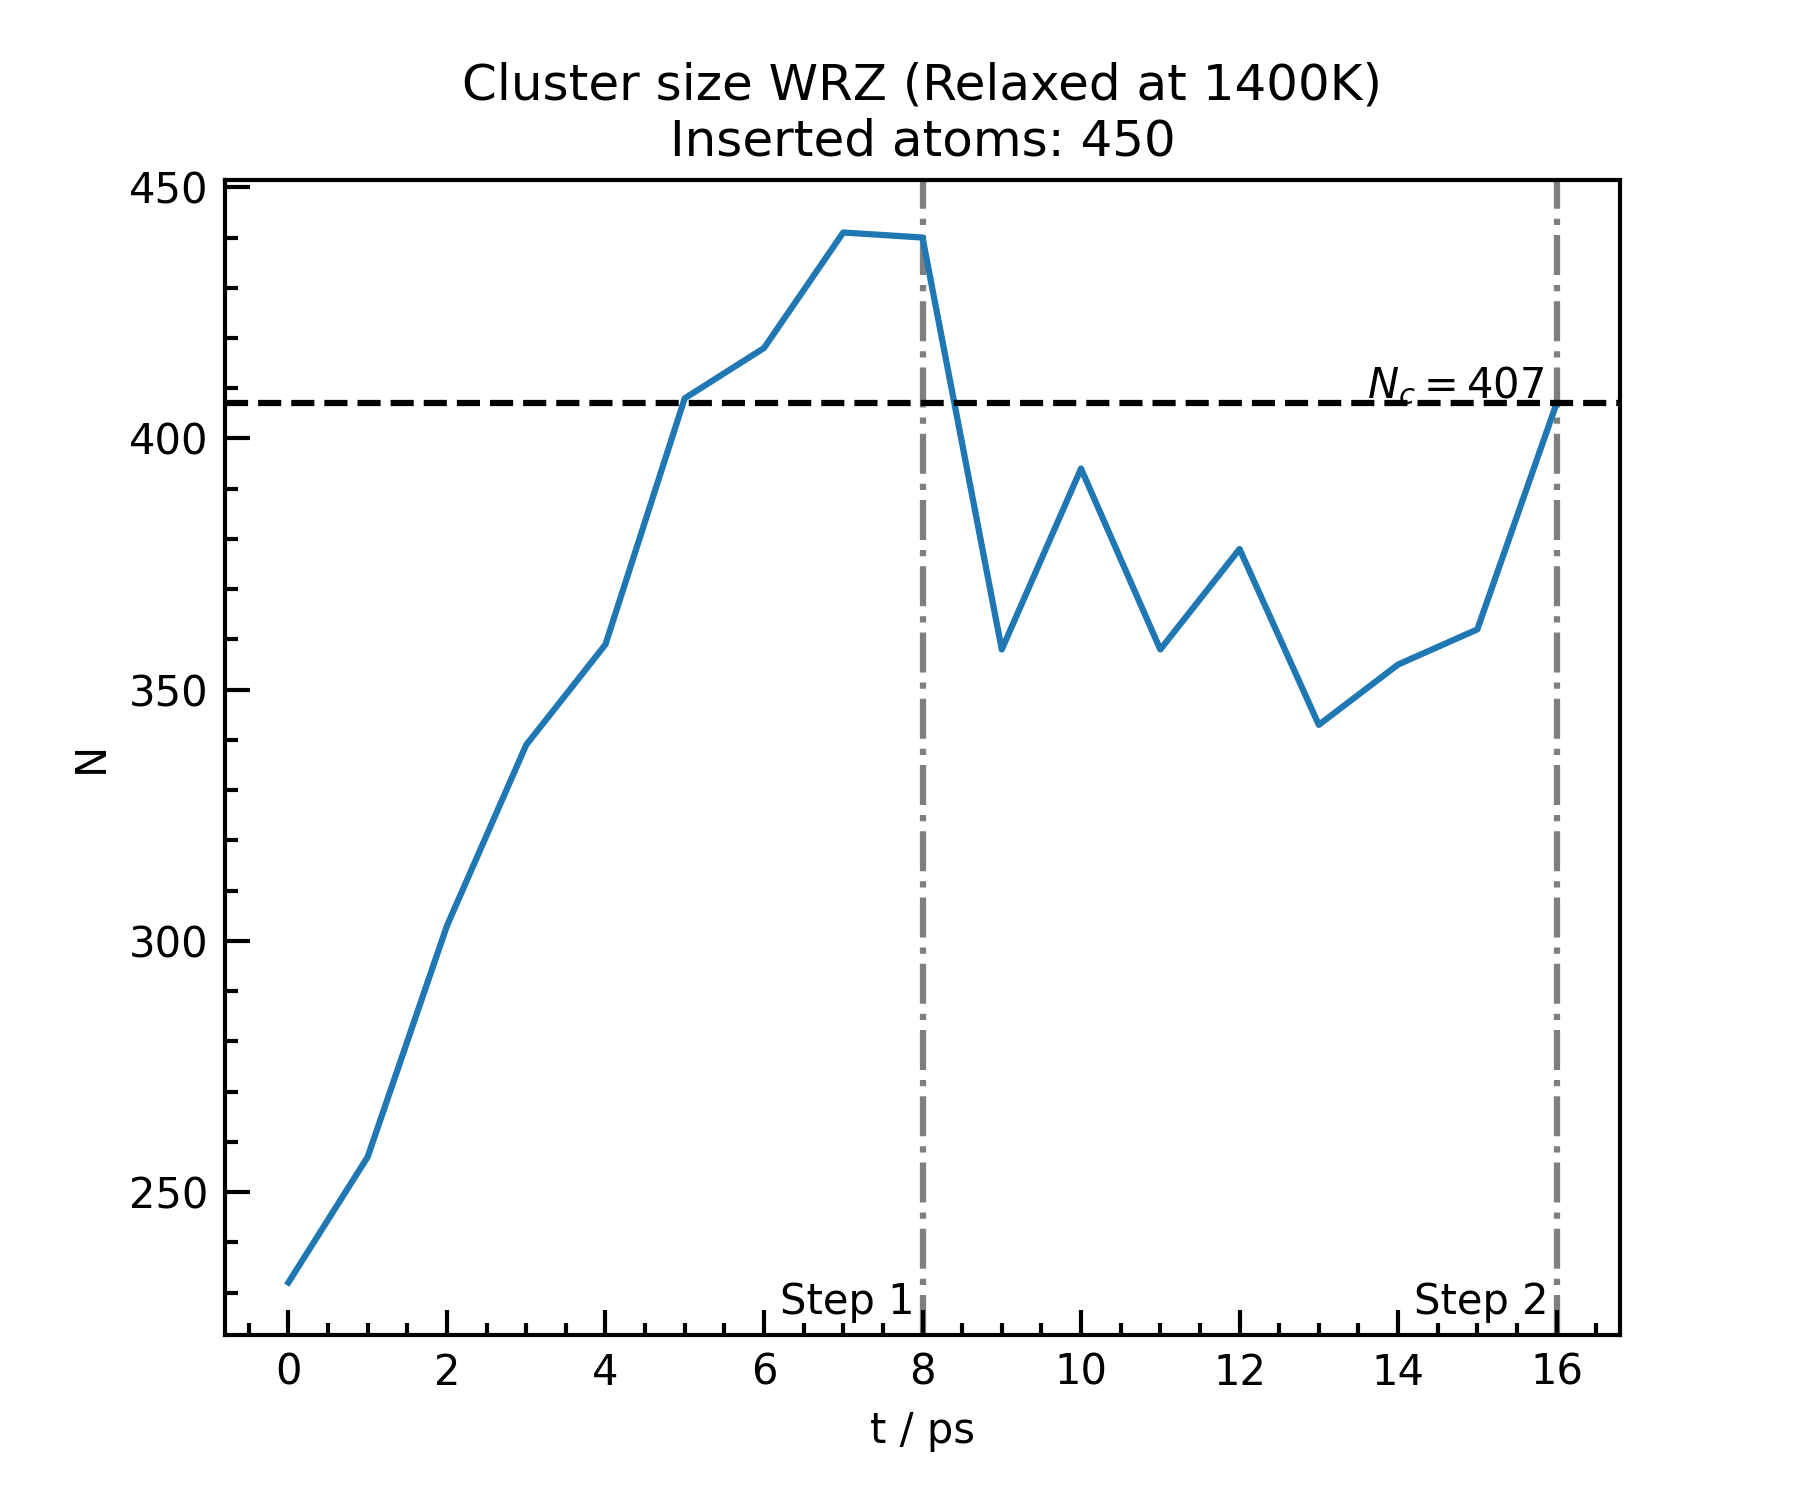 Cluster size WRZ (Relaxed at 1400K)
Inserted atoms: 450
450
400
350
300
250
N
N_c = 407
Step 1
Step 2
0 2 4 6 8 10 12 14 16
t / ps